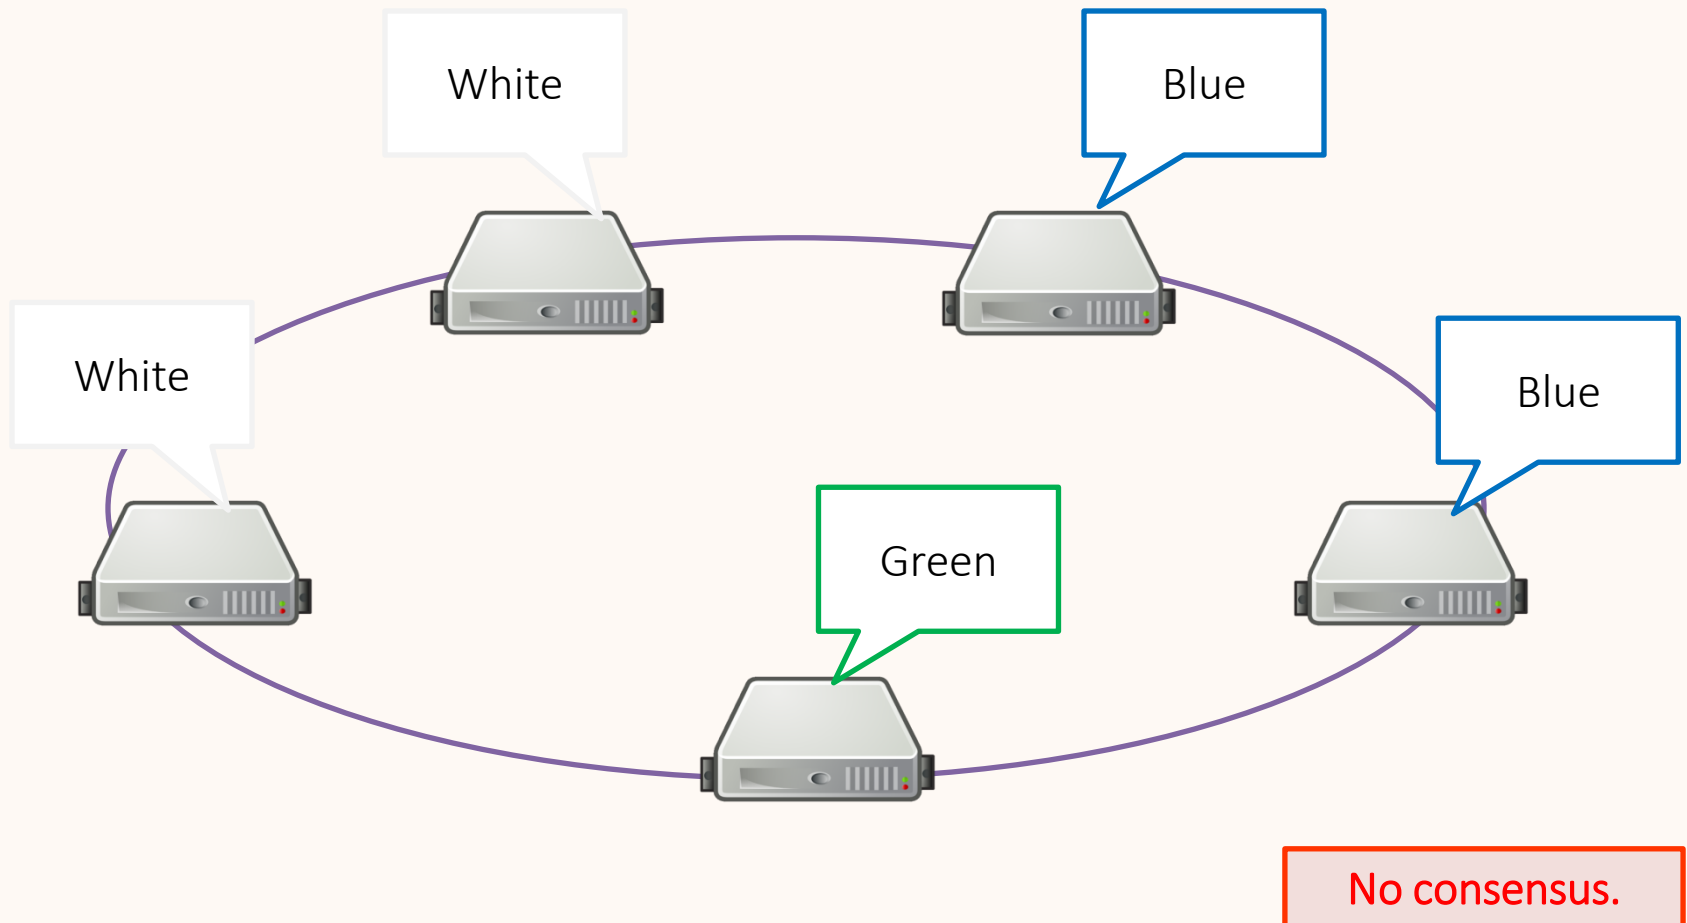 White
Blue
White
Blue
Green
No consensus.